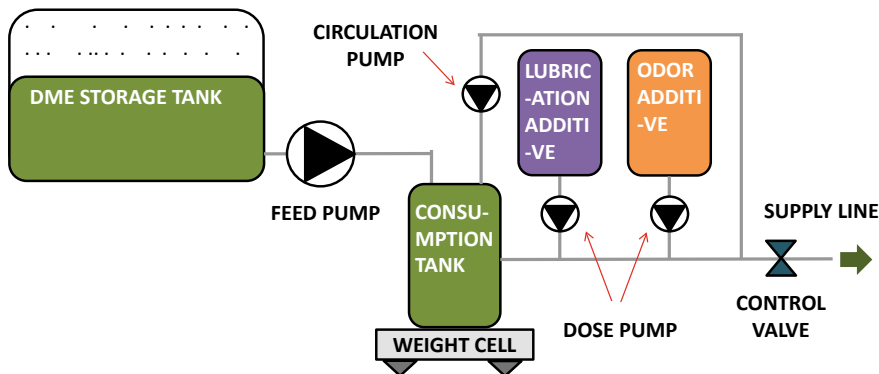 DME STORAGE TANK
CIRCULATION
PUMP
LUBRIC
-ATION
ADDITI
-VE
ODOR
ADDITI
-VE
FEED PUMP
CONSU-
MPTION
TANK
SUPPLY LINE
DOSE PUMP
CONTROL
VALVE
WEIGHT CELL